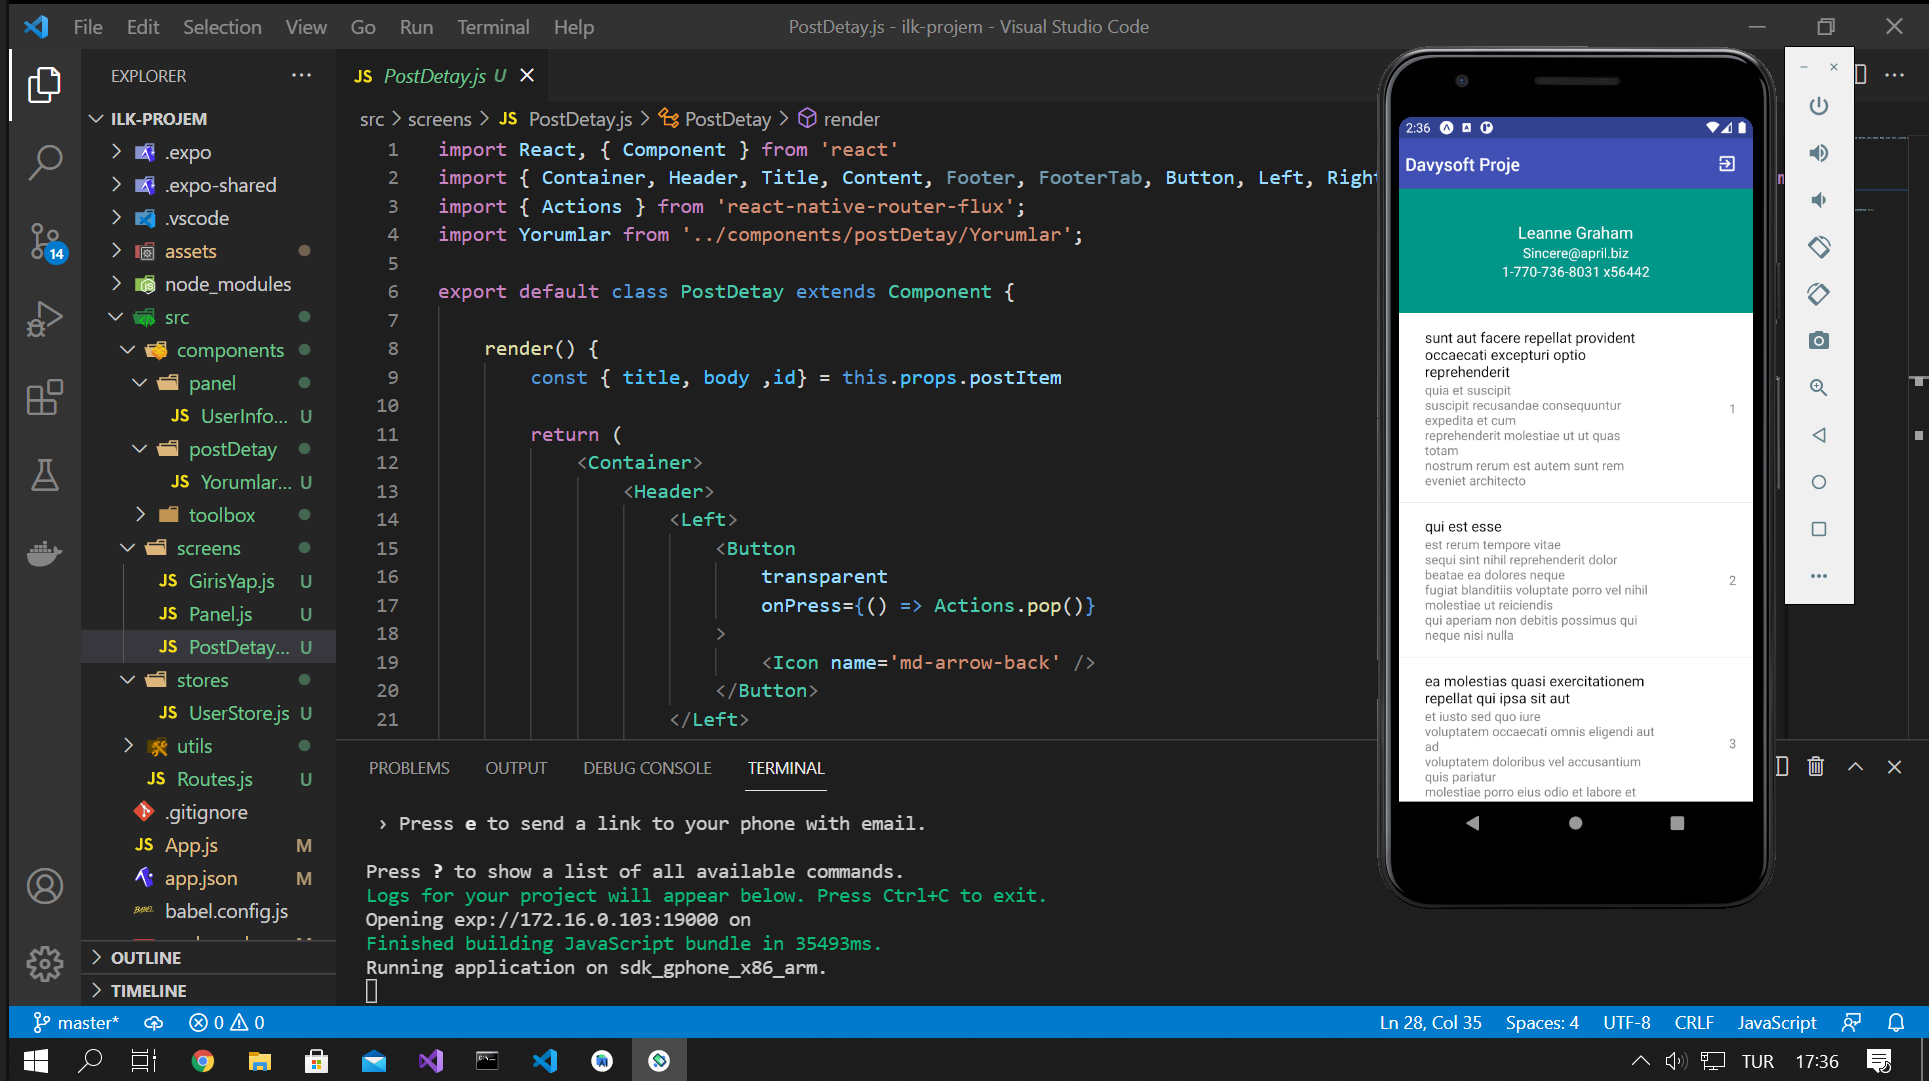 File Edit Selection View Go Run Terminal Help
PostDetay.js - ilk-projem - Visual Studio Code
EXPLORER
ILK-PROJEM
.expo
.expo-shared
.vscode
assets
node_modules
src
components
panel
JS UserInfo... U
postDetay
JS Yorumlar... U
toolbox
screens
JS GirisYap.js U
JS Panel.js U
JS PostDetay... U
stores
JS UserStore.js U
utils
JS Routes.js U
.gitignore
JS App.js M
app.json M
BABEL babel.config.js
OUTLINE
TIMELINE
14
JS PostDetay.js U
src > screens > JS PostDetay.js > PostDetay > render
1 import React, { Component } from 'react'
2 import { Container, Header, Title, Content, Footer, FooterTab, Button, Left, Right
3 import { Actions } from 'react-native-router-flux';
4 import Yorumlar from '../components/postDetay/Yorumlar';
5
6 export default class PostDetay extends Component {
7
8 render() {
9 const { title, body ,id} = this.props.postItem
10
11 return (
12 <Container>
13 <Header>
14 <Left>
15 <Button
16 transparent
17 onPress={() => Actions.pop()}
18 >
19 <Icon name='md-arrow-back' />
20 </Button>
21 </Left>
PROBLEMS OUTPUT DEBUG CONSOLE TERMINAL
› Press e to send a link to your phone with email.
Press ? to show a list of all available commands.
Logs for your project will appear below. Press Ctrl+C to exit.
Opening exp://172.16.0.103:19000 on
Finished building JavaScript bundle in 35493ms.
Running application on sdk_gphone_x86_arm.
2:36
Davysoft Proje
Leanne Graham
Sincere@april.biz
1-770-736-8031 x56442
sunt aut facere repellat provident
occaecati excepturi optio
reprehenderit
quia et suscipit
suscipit recusandae consequuntur
expedita et cum
reprehenderit molestiae ut ut quas
totam
nostrum rerum est autem sunt rem
eveniet architecto
1
qui est esse
est rerum tempore vitae
sequi sint nihil reprehenderit dolor
beatae ea dolores neque
fugiat blanditiis voluptate porro vel nihil
molestiae ut reiciendis
qui aperiam non debitis possimus qui
neque nisi nulla
2
ea molestias quasi exercitationem
repellat qui ipsa sit aut
et iusto sed quo iure
voluptatem occaecati omnis eligendi aut
ad
voluptatem doloribus vel accusantium
quis pariatur
molestiae porro eius odio et labore et
3
master* 0 0
Ln 28, Col 35 Spaces: 4 UTF-8 CRLF JavaScript
TUR 17:36